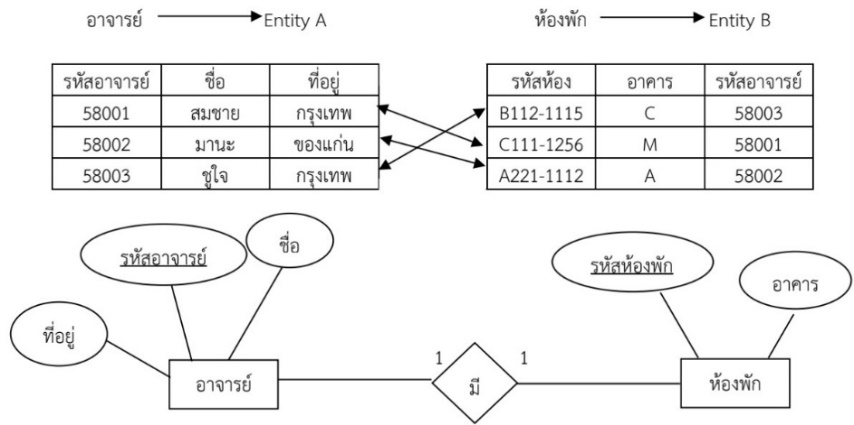 อาจารย์ Entity A ห้องพัก Entity B
รหัสอาจารย์ ชื่อ ที่อยู่ รหัสห้อง อาคาร รหัสอาจารย์
58001 สมชาย กรุงเทพ B112-1115 C 58003
58002 มานะ ของแก่น C111-1256 M 58001
58003 ชูใจ กรุงเทพ A221-1112 A 58002
รหัสอาจารย์ ชื่อ รหัสห้องพัก อาคาร
ที่อยู่
1 1
อาจารย์ มี ห้องพัก